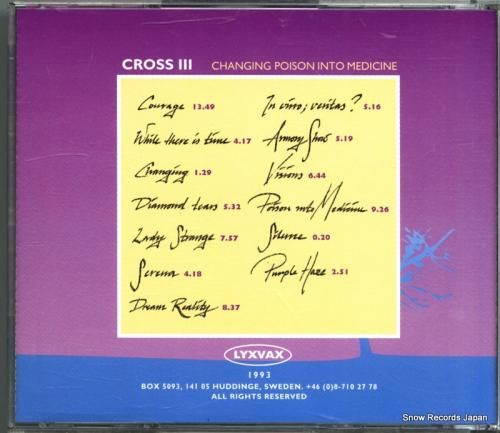 CROSS III CHANGING POISON INTO MEDICINE
Courage 13.49
While there is time 4.17
Changing 1.29
Diamond tears 5.32
Lady Strange 7.57
Serena 4.18
Dream Reality 8.37
In vino; veritas? 5.16
Armory Show 5.19
Visions 6.44
Poison into Medicine 9.26
Silence 0.20
Purple Haze 2.51
LYXVAX
1993
BOX 5093, 141 05 HUDDINGE, SWEDEN. +46 (0)8-710 27 78
ALL RIGHTS RESERVED
Snow Records Japan